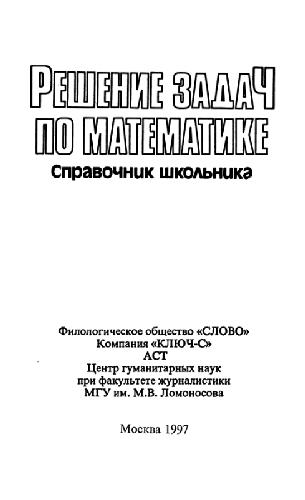 РЕШЕНИЕ ЗАДАЧ
ПО МАТЕМАТИКЕ
Справочник школьника
Филологическое общество «СЛОВО»
Компания «КЛЮЧ-С»
АСТ
Центр гуманитарных наук
при факультете журналистики
МГУ им. М.В. Ломоносова
Москва 1997